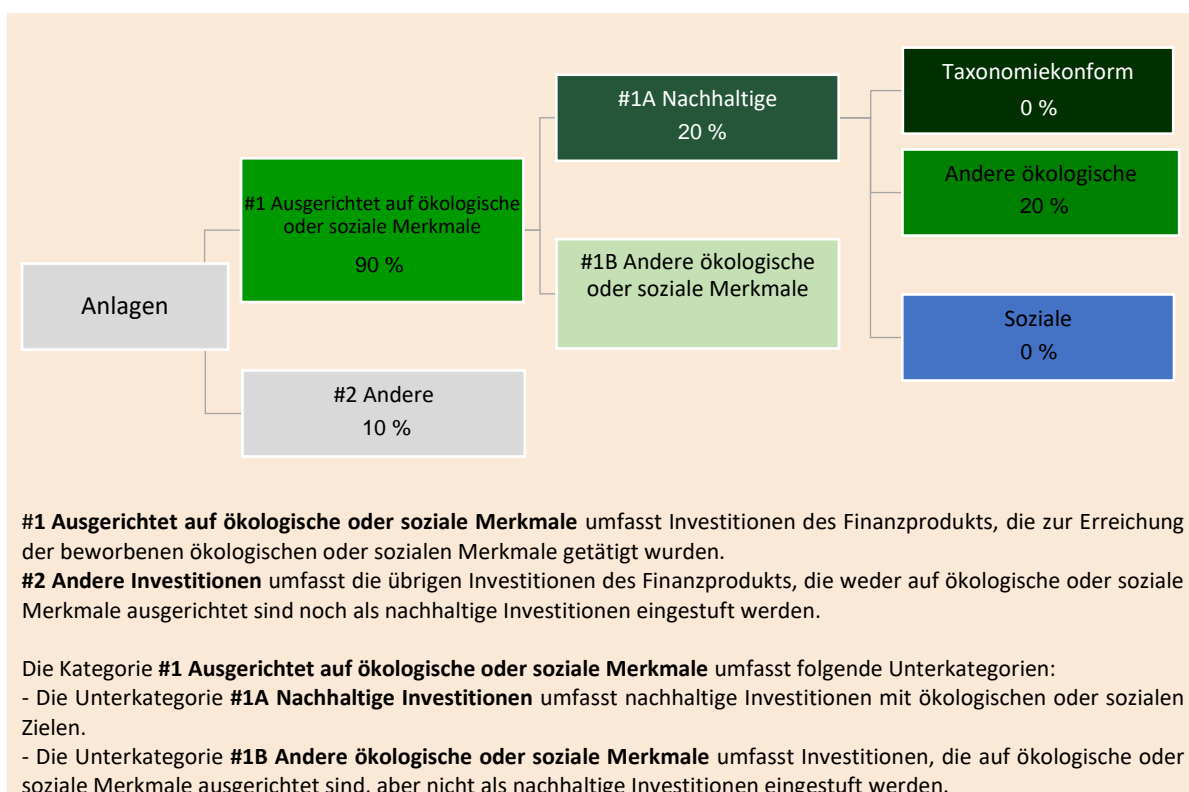 Taxonomiekonform
0 %
#1A Nachhaltige
20 %
Andere ökologische
20 %
#1 Ausgerichtet auf ökologische
oder soziale Merkmale
90 %
#1B Andere ökologische
oder soziale Merkmale
Anlagen
Soziale
0 %
#2 Andere
10 %
#1 Ausgerichtet auf ökologische oder soziale Merkmale umfasst Investitionen des Finanzprodukts, die zur Erreichung
der beworbenen ökologischen oder sozialen Merkmale getätigt wurden.
#2 Andere Investitionen umfasst die übrigen Investitionen des Finanzprodukts, die weder auf ökologische oder soziale
Merkmale ausgerichtet sind noch als nachhaltige Investitionen eingestuft werden.
Die Kategorie #1 Ausgerichtet auf ökologische oder soziale Merkmale umfasst folgende Unterkategorien:
- Die Unterkategorie #1A Nachhaltige Investitionen umfasst nachhaltige Investitionen mit ökologischen oder sozialen
Zielen.
- Die Unterkategorie #1B Andere ökologische oder soziale Merkmale umfasst Investitionen, die auf ökologische oder
soziale Merkmale ausgerichtet sind, aber nicht als nachhaltige Investitionen eingestuft werden.